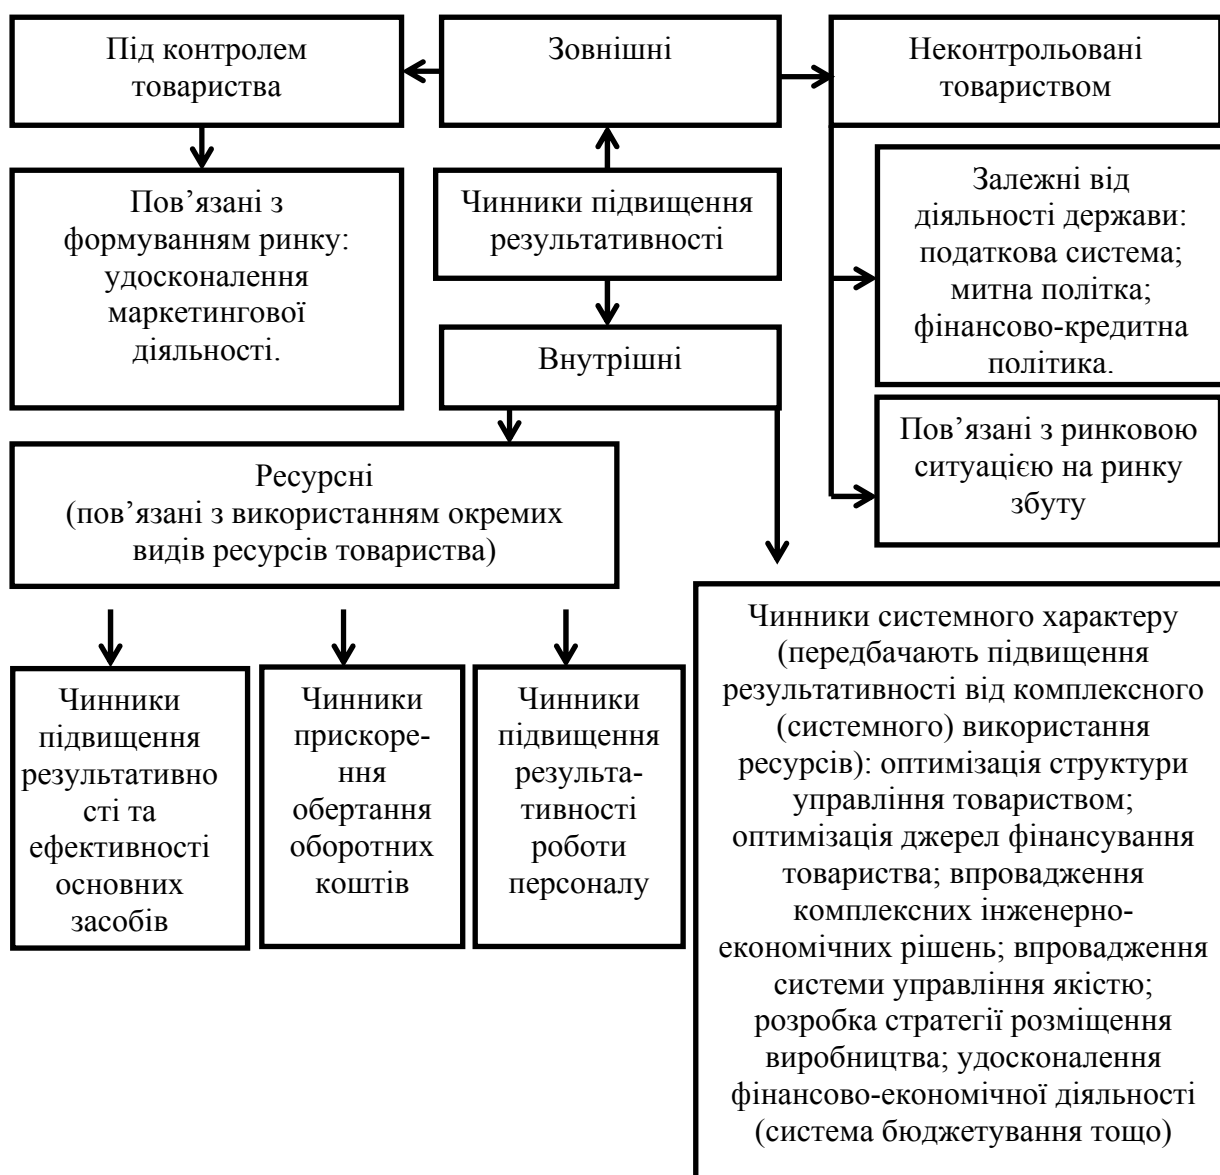 Під контролем
товариства
Зовнішні
Неконтрольовані
товариством
Пов’язані з
формуванням ринку:
удосконалення
маркетингової
діяльності.
Чинники підвищення
результативності
Залежні від
діяльності держави:
податкова система;
митна політка;
фінансово-кредитна
політика.
Внутрішні
Пов’язані з ринковою
ситуацією на ринку
збуту
Ресурсні
(пов’язані з використанням окремих
видів ресурсів товариства)
Чинники
підвищення
результативно
сті та
ефективності
основних
засобів
Чинники
прискоре-
ння
обертання
оборотних
коштів
Чинники
підвищення
результа-
тивності
роботи
персоналу
Чинники системного характеру
(передбачають підвищення
результативності від комплексного
(системного) використання
ресурсів): оптимізація структури
управління товариством;
оптимізація джерел фінансування
товариства; впровадження
комплексних інженерно-
економічних рішень; впровадження
системи управління якістю;
розробка стратегії розміщення
виробництва; удосконалення
фінансово-економічної діяльності
(система бюджетування тощо)